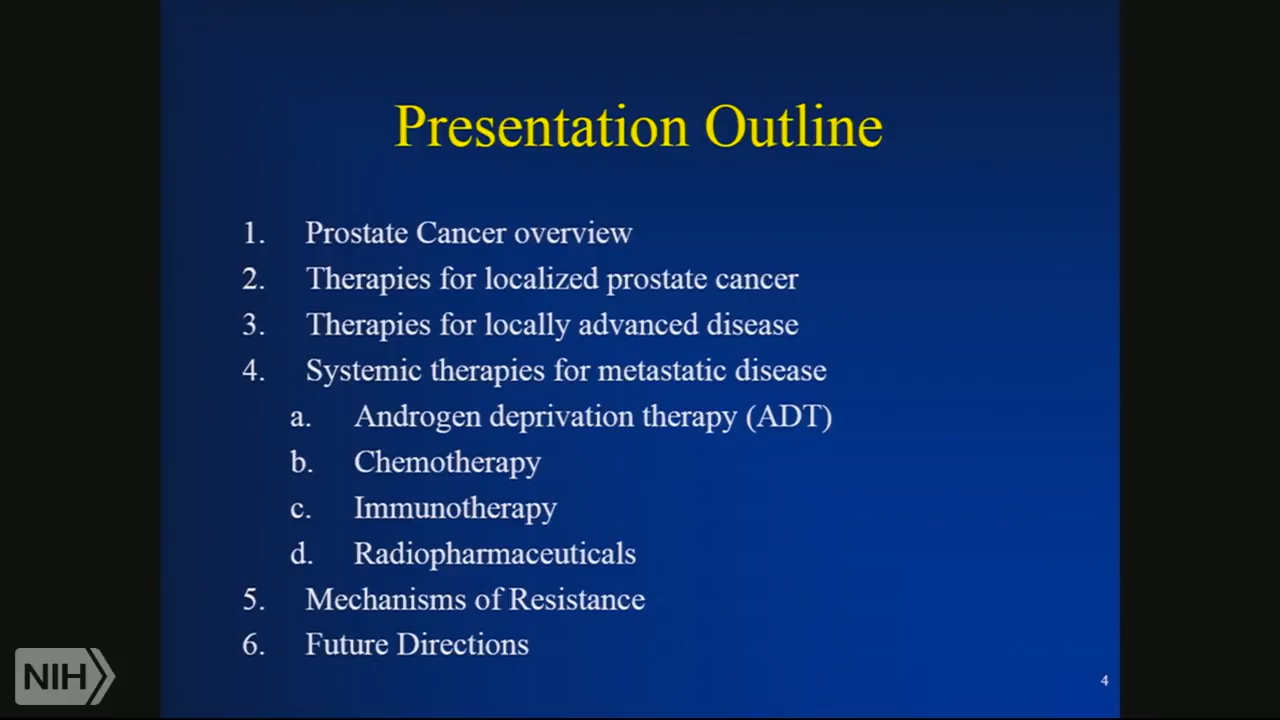 Presentation Outline
1. Prostate Cancer overview
2. Therapies for localized prostate cancer
3. Therapies for locally advanced disease
4. Systemic therapies for metastatic disease
a. Androgen deprivation therapy (ADT)
b. Chemotherapy
c. Immunotherapy
d. Radiopharmaceuticals
5. Mechanisms of Resistance
6. Future Directions
NIH
4